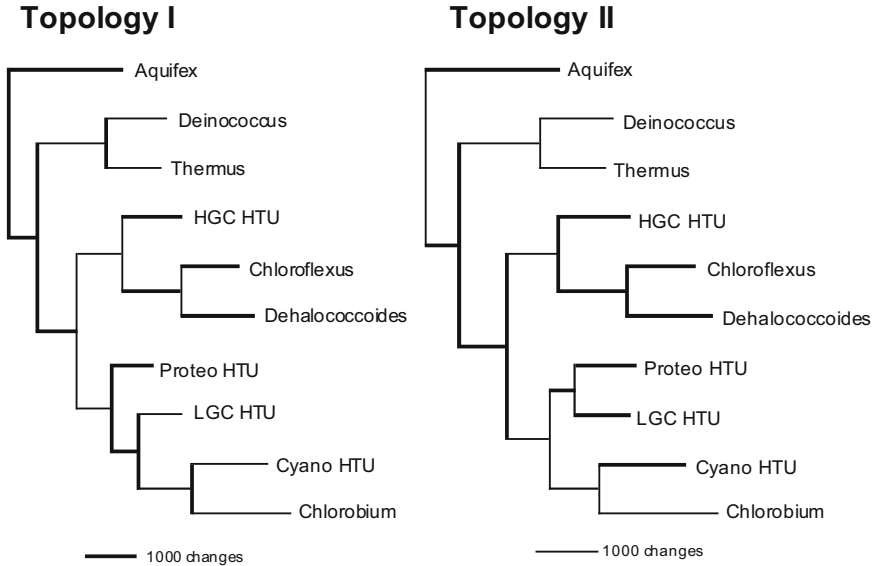 Topology I
Aquifex
Deinococcus
Thermus
HGC HTU
Chloroflexus
Dehalococcoides
Proteo HTU
LGC HTU
Cyano HTU
Chlorobium
1000 changes
Topology II
Aquifex
Deinococcus
Thermus
HGC HTU
Chloroflexus
Dehalococcoides
Proteo HTU
LGC HTU
Cyano HTU
Chlorobium
1000 changes